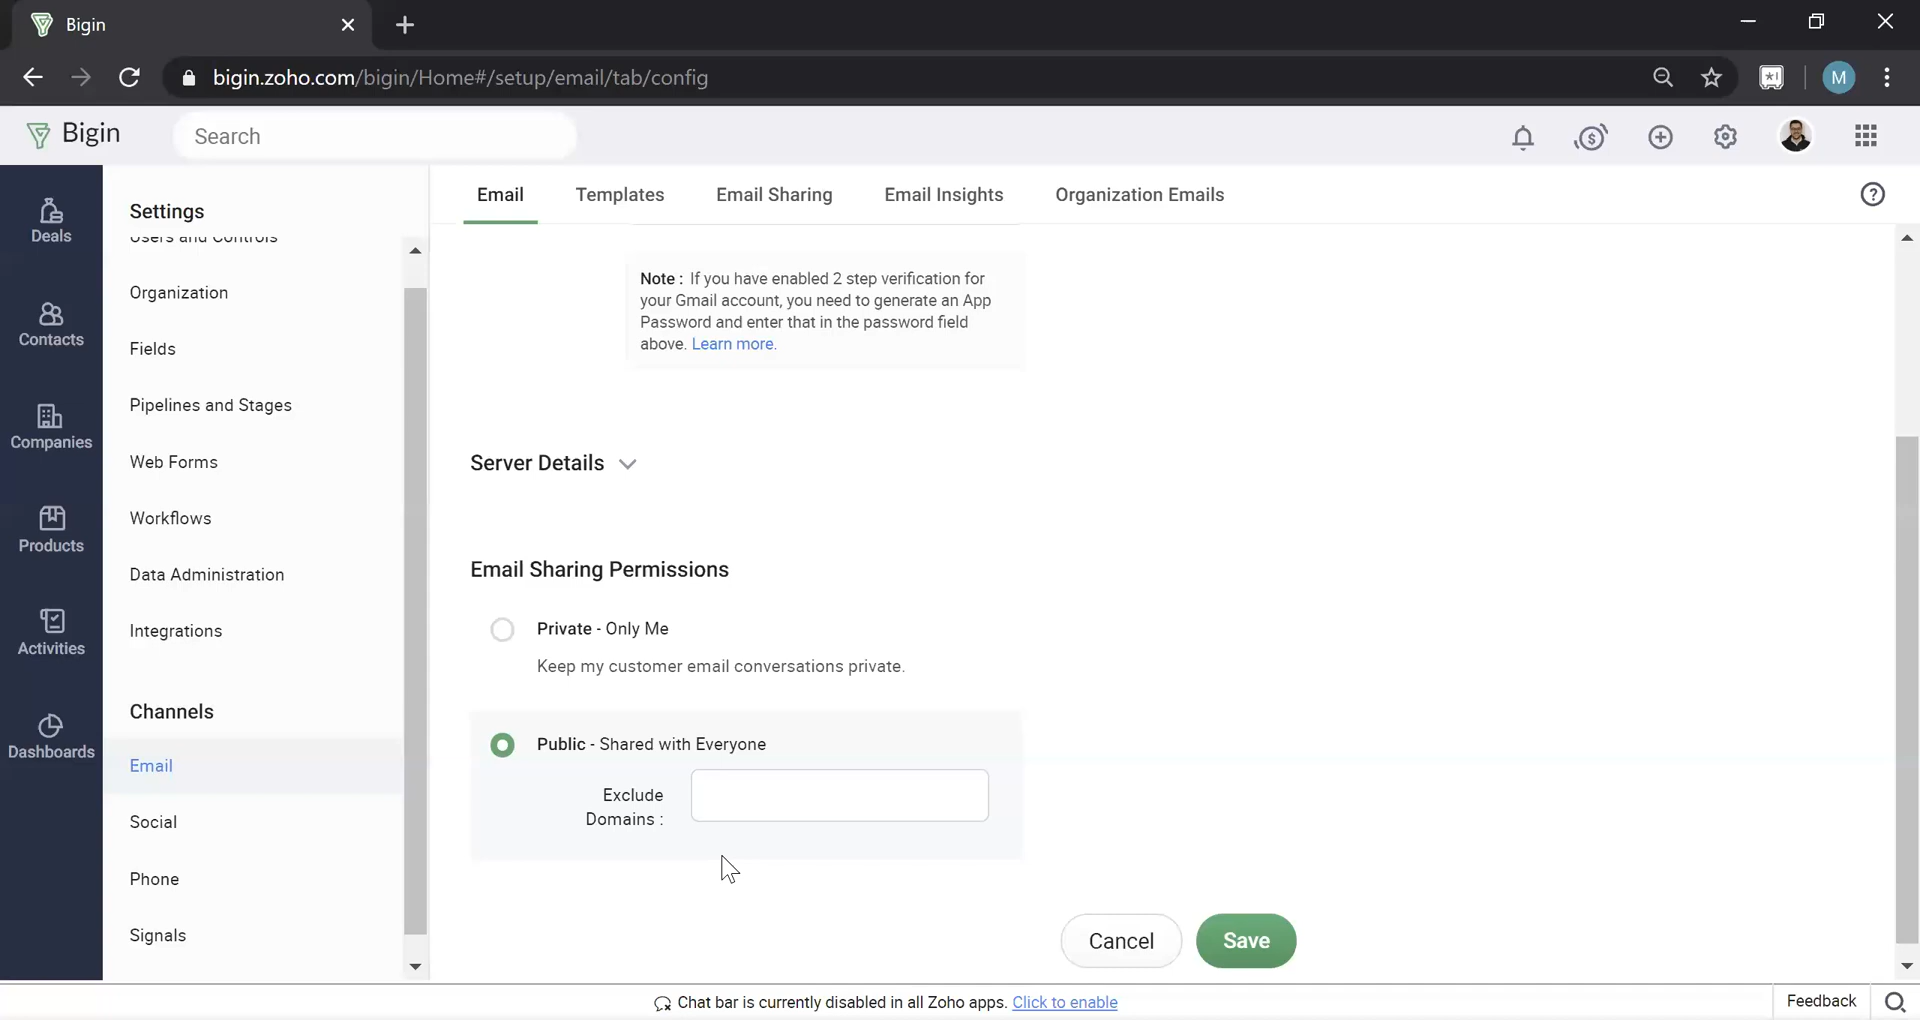 Bigin
bigin.zoho.com/bigin/Home#/setup/email/tab/config
M
Bigin
Search
Deals
Contacts
Companies
Products
Activities
Dashboards
Settings
Users and Controls
Organization
Fields
Pipelines and Stages
Web Forms
Workflows
Data Administration
Integrations
Channels
Email
Social
Phone
Signals
Email
Templates
Email Sharing
Email Insights
Organization Emails
Note : If you have enabled 2 step verification for
your Gmail account, you need to generate an App
Password and enter that in the password field
above. Learn more.
Server Details
Email Sharing Permissions
Private - Only Me
Keep my customer email conversations private.
Public - Shared with Everyone
Exclude
Domains :
Cancel
Save
Chat bar is currently disabled in all Zoho apps. Click to enable
Feedback